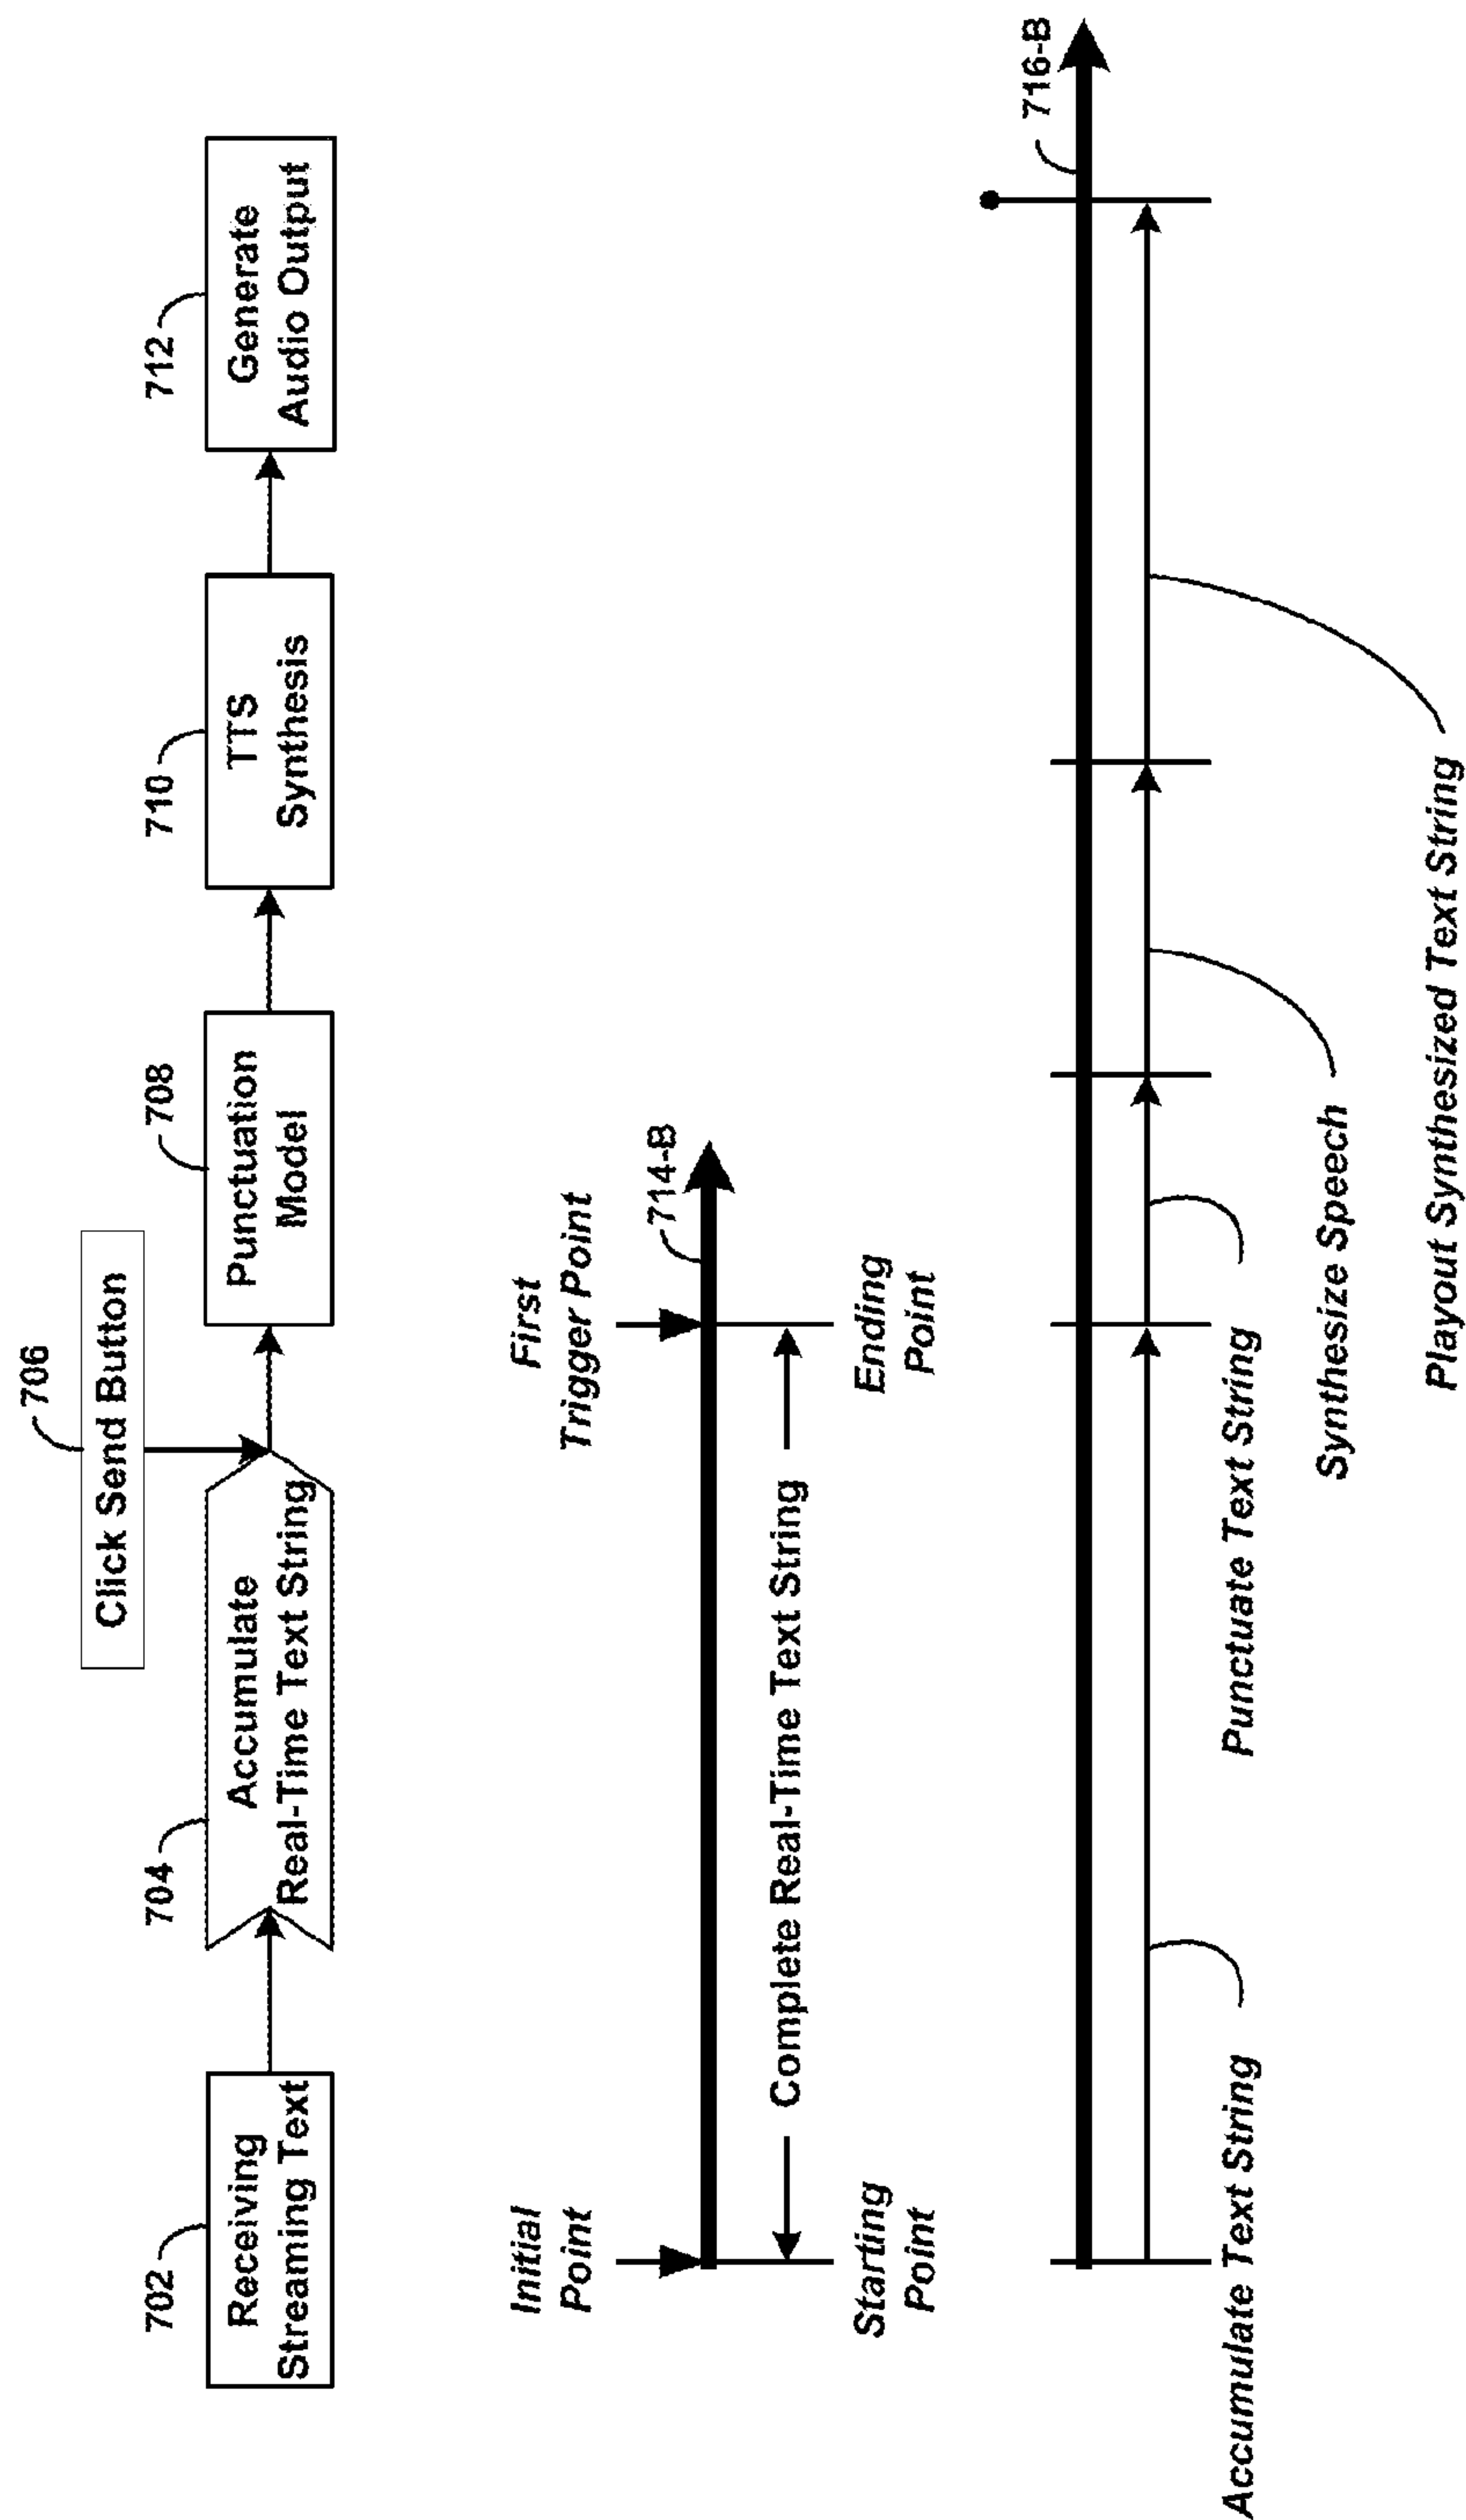 706
Click Send Button
702
704
708
710
712
Receiving
Streaming Text
Accumulate
Real-Time Text String
Punctuation
Model
TTS
Synthesis
Generate
Audio Output
Initial
Point
First
Trigger Point
714-B
Complete Real-Time Text String
Starting
Point
Ending
Point
716-B
Accumulate Text String
Punctuate Text String
Synthesize Speech
Playout Synthesized Text String